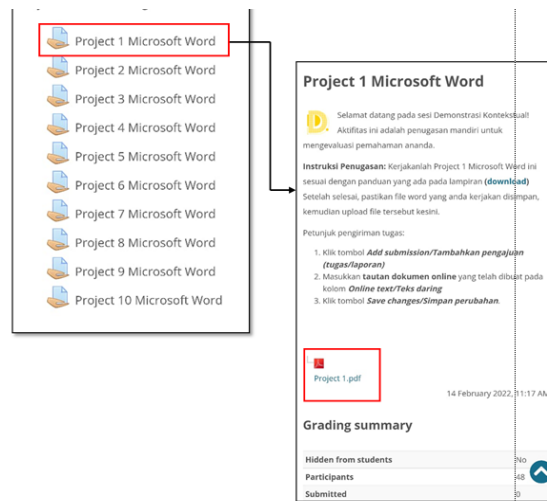 Project 1 Microsoft Word
Project 2 Microsoft Word
Project 3 Microsoft Word
Project 4 Microsoft Word
Project 5 Microsoft Word
Project 6 Microsoft Word
Project 7 Microsoft Word
Project 8 Microsoft Word
Project 9 Microsoft Word
Project 10 Microsoft Word
Project 1 Microsoft Word
D. Selamat datang pada sesi Demonstrasi Kontekstual!
Aktifitas ini adalah penugasan mandiri untuk
mengevaluasi pemahaman ananda.
Instruksi Penugasan: Kerjakanlah Project 1 Microsoft Word ini
sesuai dengan panduan yang ada pada lampiran (download)
Setelah selesai, pastikan file word yang anda kerjakan disimpan,
kemudian upload file tersebut kesini.
Petunjuk pengiriman tugas:
1. Klik tombol Add submission/Tambahkan pengajuan
(tugas/laporan)
2. Masukkan tautan dokumen online yang telah dibuat pada
kolom Online text/Teks daring
3. Klik tombol Save changes/Simpan perubahan.
Project 1.pdf
14 February 2022, 11:17 AM
Grading summary
Hidden from students No
Participants 48
Submitted 0